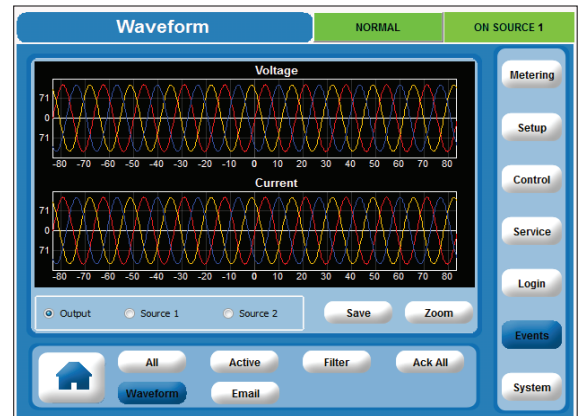 Waveform
NORMAL
ON SOURCE 1
Voltage
71
0
71
-80 -70 -60 -50 -40 -30 -20 -10 0 10 20 30 40 50 60 70 80
Current
71
0
71
-80 -70 -60 -50 -40 -30 -20 -10 0 10 20 30 40 50 60 70 80
Output
Source 1
Source 2
Save
Zoom
All
Active
Filter
Ack All
Waveform
Email
Metering
Setup
Control
Service
Login
Events
System